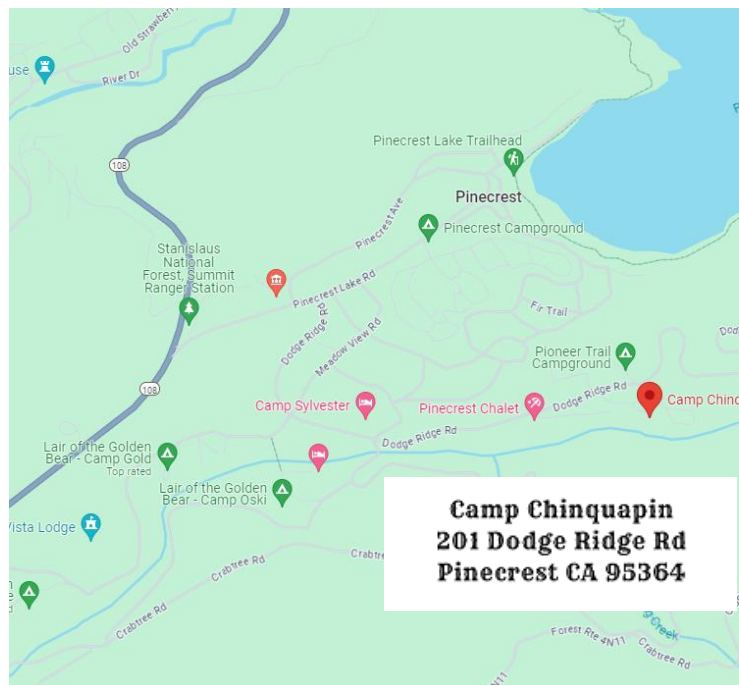 Old Strawberry
use
River Dr
108
Pinecrest Lake Trailhead
Pinecrest
Pinecrest Campground
Pinecrest Ave
Stanislaus
National
Forest, Summit
Ranger Station
Pinecrest Lake Rd
Dodge Ridge Rd
Meadow View Rd
Fir Trail
Pioneer Trail
Campground
108
Camp Sylvester
Pinecrest Chalet
Dodge Ridge Rd
Camp Chinq
Dodge Ridge Rd
Lair of the Golden
Bear - Camp Gold
Top rated
Lair of the Golden
Bear - Camp Oski
Vista Lodge
Camp Chinquapin
201 Dodge Ridge Rd
Pinecrest CA 95364
Crabtree Rd
Crabtree
Crabtree Rd
Forest Rte 4N11
Creek
Crabtree Rd
N11